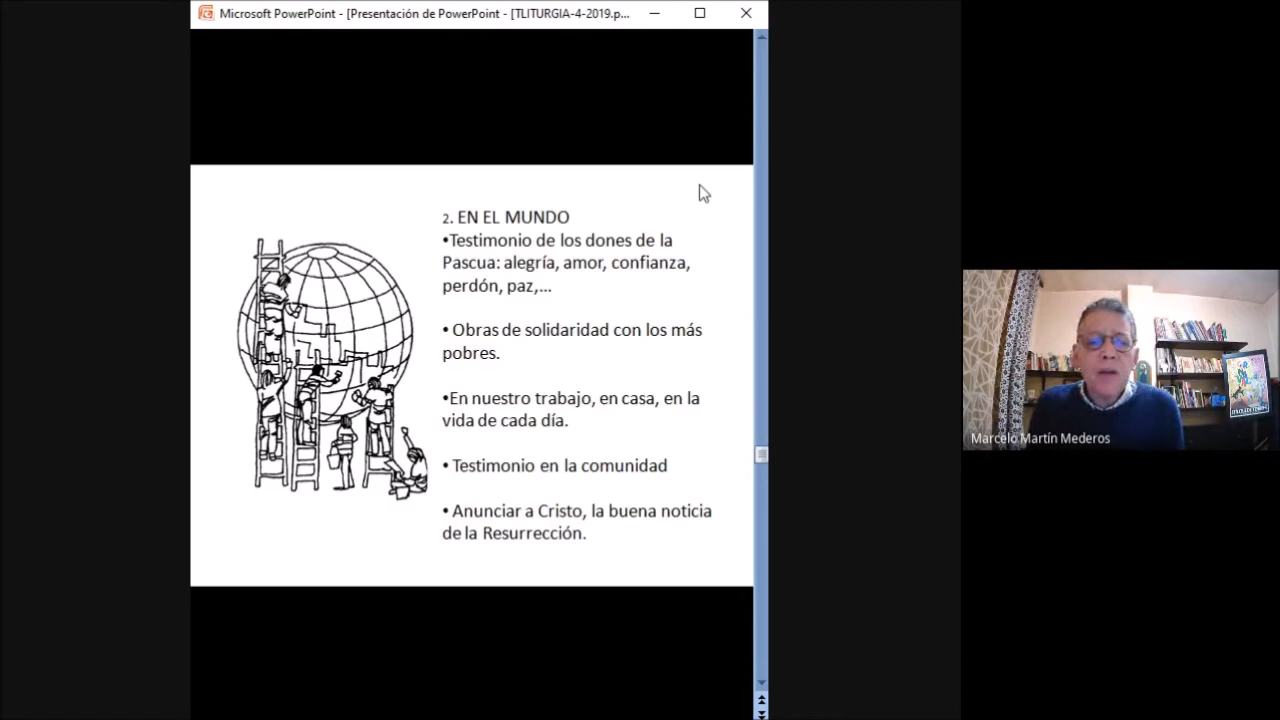 Microsoft PowerPoint - [Presentación de PowerPoint - [TLITURGIA-4-2019.p...
2. EN EL MUNDO
•Testimonio de los dones de la
Pascua: alegría, amor, confianza,
perdón, paz,...
• Obras de solidaridad con los más
pobres.
•En nuestro trabajo, en casa, en la
vida de cada día.
• Testimonio en la comunidad
• Anunciar a Cristo, la buena noticia
de la Resurrección.
Marcelo Martín Mederos